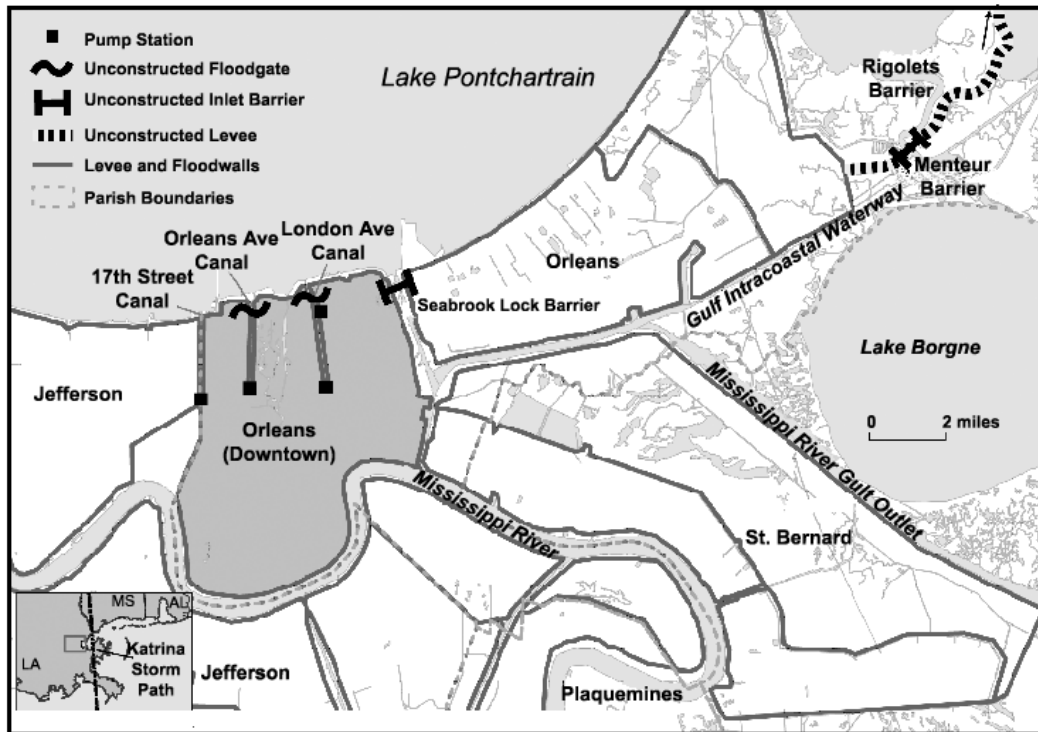 Pump Station
Unconstructed Floodgate
Unconstructed Inlet Barrier
Unconstructed Levee
Levee and Floodwalls
Parish Boundaries
Lake Pontchartrain
Rigolets
Barrier
Menteur
Barrier
Orleans Ave
Canal
London Ave
Canal
17th Street
Canal
Orleans
Seabrook Lock Barrier
Gulf Intracoastal Waterway
Lake Borgne
Jefferson
Orleans
(Downtown)
0 2 miles
Mississippi River
Mississippi River Gult Outlet
St. Bernard
MS AL
LA
Katrina
Storm
Path
Jefferson
Plaquemines